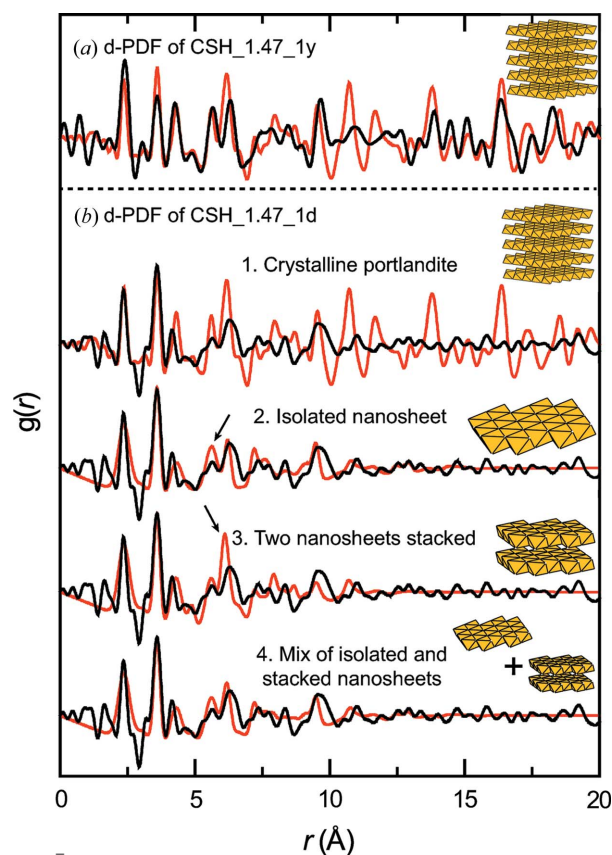 (a) d-PDF of CSH_1.47_1y
(b) d-PDF of CSH_1.47_1d
1. Crystalline portlandite
2. Isolated nanosheet
3. Two nanosheets stacked
4. Mix of isolated and
stacked nanosheets
+
g(r)
0 5 10 15 20
r (Å)